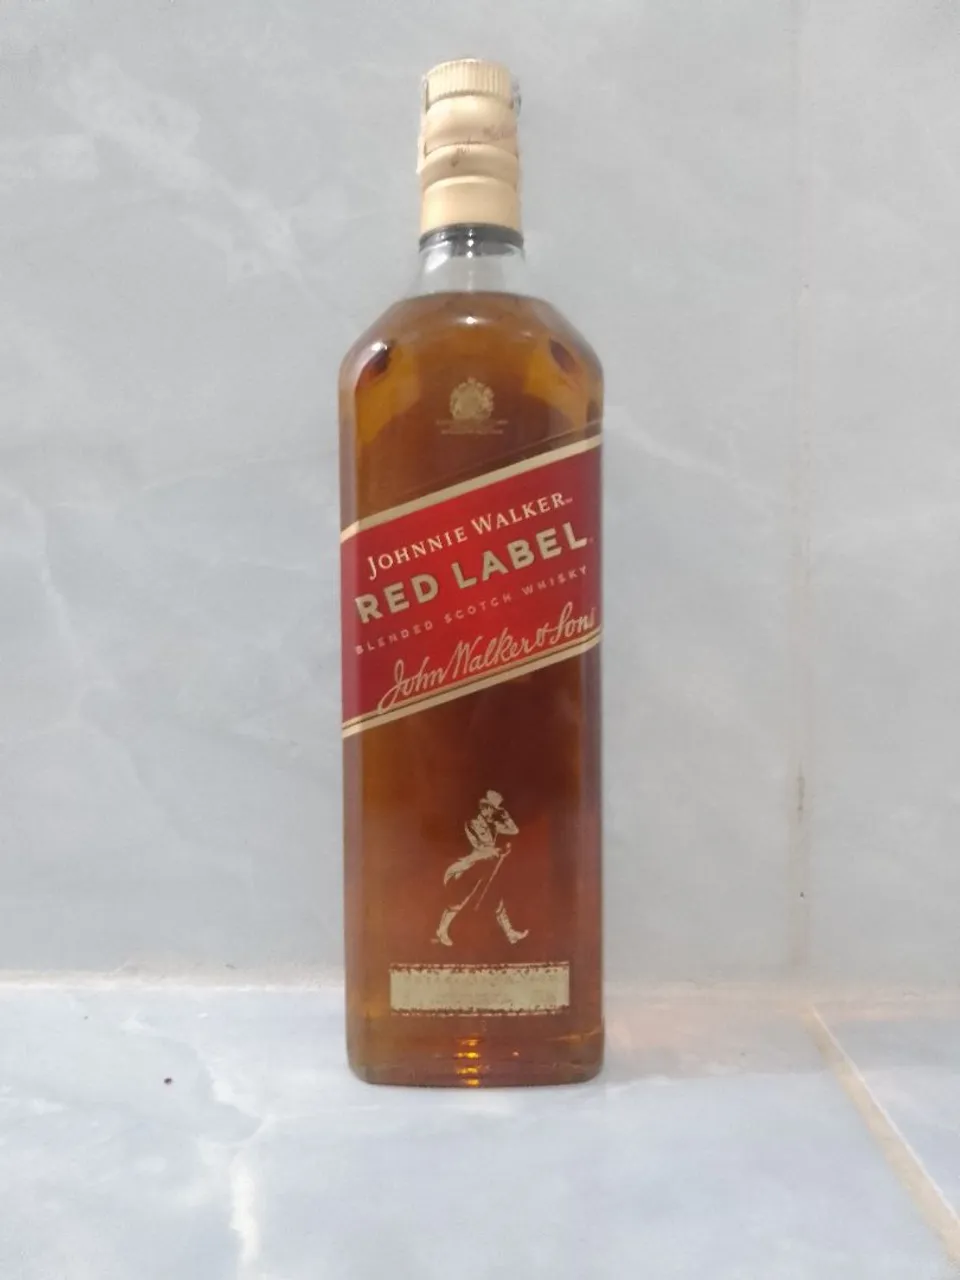 JOHNNIE WALKER
RED LABEL
BLENDED SCOTCH WHISKY
John Walker & Sons